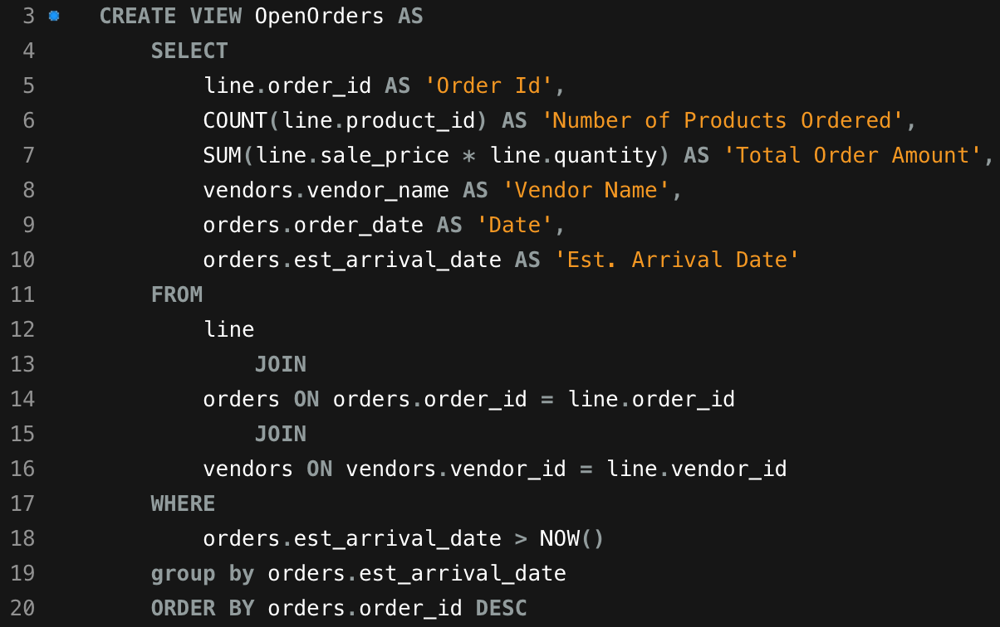 3 CREATE VIEW OpenOrders AS
4 SELECT
5 line.order_id AS 'Order Id',
6 COUNT(line.product_id) AS 'Number of Products Ordered',
7 SUM(line.sale_price * line.quantity) AS 'Total Order Amount',
8 vendors.vendor_name AS 'Vendor Name',
9 orders.order_date AS 'Date',
10 orders.est_arrival_date AS 'Est. Arrival Date'
11 FROM
12 line
13 JOIN
14 orders ON orders.order_id = line.order_id
15 JOIN
16 vendors ON vendors.vendor_id = line.vendor_id
17 WHERE
18 orders.est_arrival_date > NOW()
19 group by orders.est_arrival_date
20 ORDER BY orders.order_id DESC